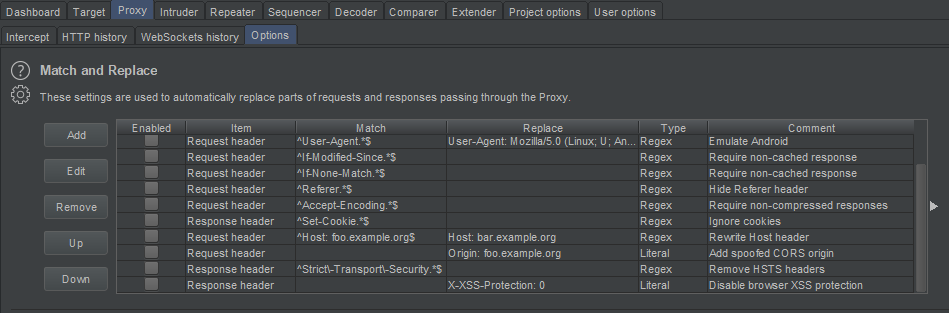 Dashboard Target Proxy Intruder Repeater Sequencer Decoder Comparer Extender Project options User options
Intercept HTTP history WebSockets history Options
? Match and Replace
These settings are used to automatically replace parts of requests and responses passing through the Proxy.
Add
Edit
Remove
Up
Down
Enabled Item Match Replace Type Comment
Request header ^User-Agent.*$ User-Agent: Mozilla/5.0 (Linux; U; An... Regex Emulate Android
Request header ^If-Modified-Since.*$ Regex Require non-cached response
Request header ^If-None-Match.*$ Regex Require non-cached response
Request header ^Referer.*$ Regex Hide Referer header
Request header ^Accept-Encoding.*$ Regex Require non-compressed responses
Response header ^Set-Cookie.*$ Regex Ignore cookies
Request header ^Host: foo.example.org$ Host: bar.example.org Regex Rewrite Host header
Request header Origin: foo.example.org Literal Add spoofed CORS origin
Response header ^Strict\-Transport\-Security.*$ Regex Remove HSTS headers
Response header X-XSS-Protection: 0 Literal Disable browser XSS protection